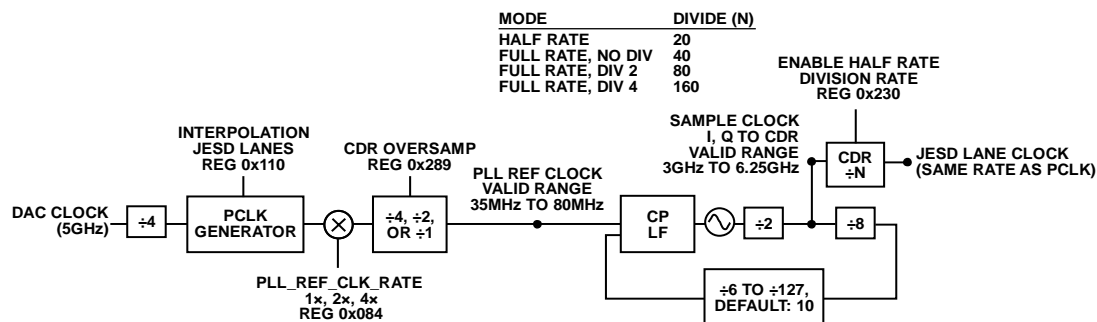 MODE DIVIDE (N)
HALF RATE 20
FULL RATE, NO DIV 40
FULL RATE, DIV 2 80
FULL RATE, DIV 4 160
ENABLE HALF RATE
DIVISION RATE
REG 0x230
INTERPOLATION
JESD LANES
REG 0x110
CDR OVERSAMP
REG 0x289
PLL REF CLOCK
VALID RANGE
35MHz TO 80MHz
SAMPLE CLOCK
I, Q TO CDR
VALID RANGE
3GHz TO 6.25GHz
CDR
÷N
JESD LANE CLOCK
(SAME RATE AS PCLK)
DAC CLOCK
(5GHz)
÷4
PCLK
GENERATOR
÷4, ÷2,
OR ÷1
CP
LF
÷2
÷8
PLL_REF_CLK_RATE
1×, 2×, 4×
REG 0x084
÷6 TO ÷127,
DEFAULT: 10